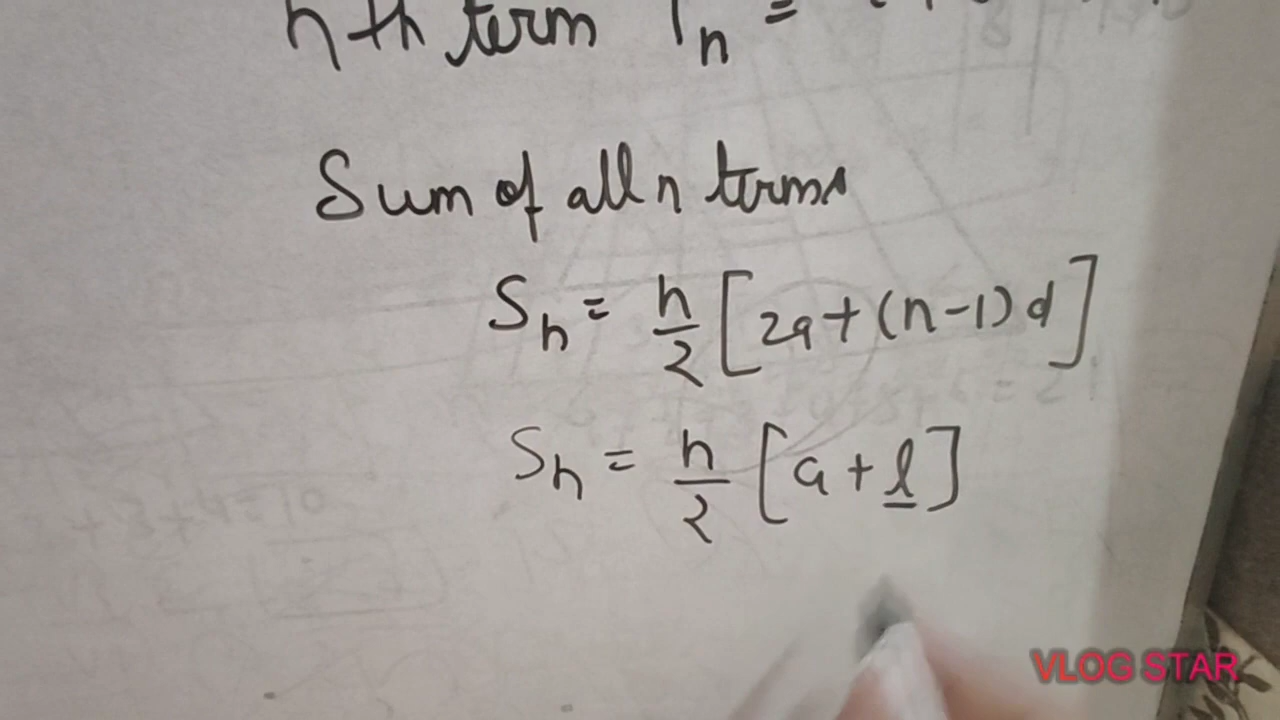 nth term Tn =
Sum of all n terms
Sn = n/2 [2a+(n-1)d]
Sn = n/2 [a+l]
VLOG STAR